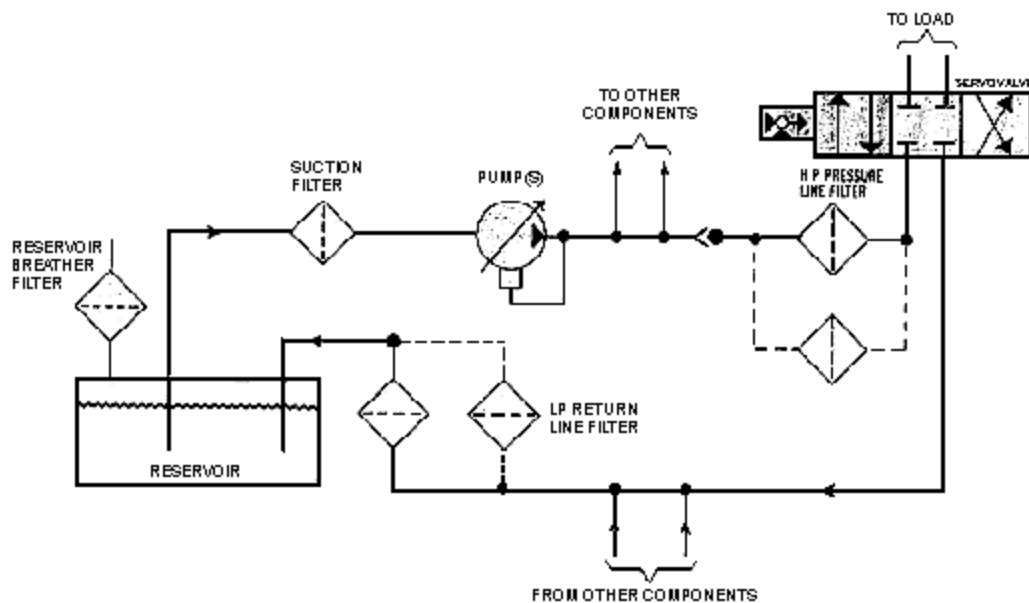 TO LOAD
SERVOVALVE
TO OTHER
COMPONENTS
SUCTION
FILTER
PUMP(S)
H P PRESSURE
LINE FILTER
RESERVOIR
BREATHER
FILTER
LP RETURN
LINE FILTER
RESERVOIR
FROM OTHER COMPONENTS